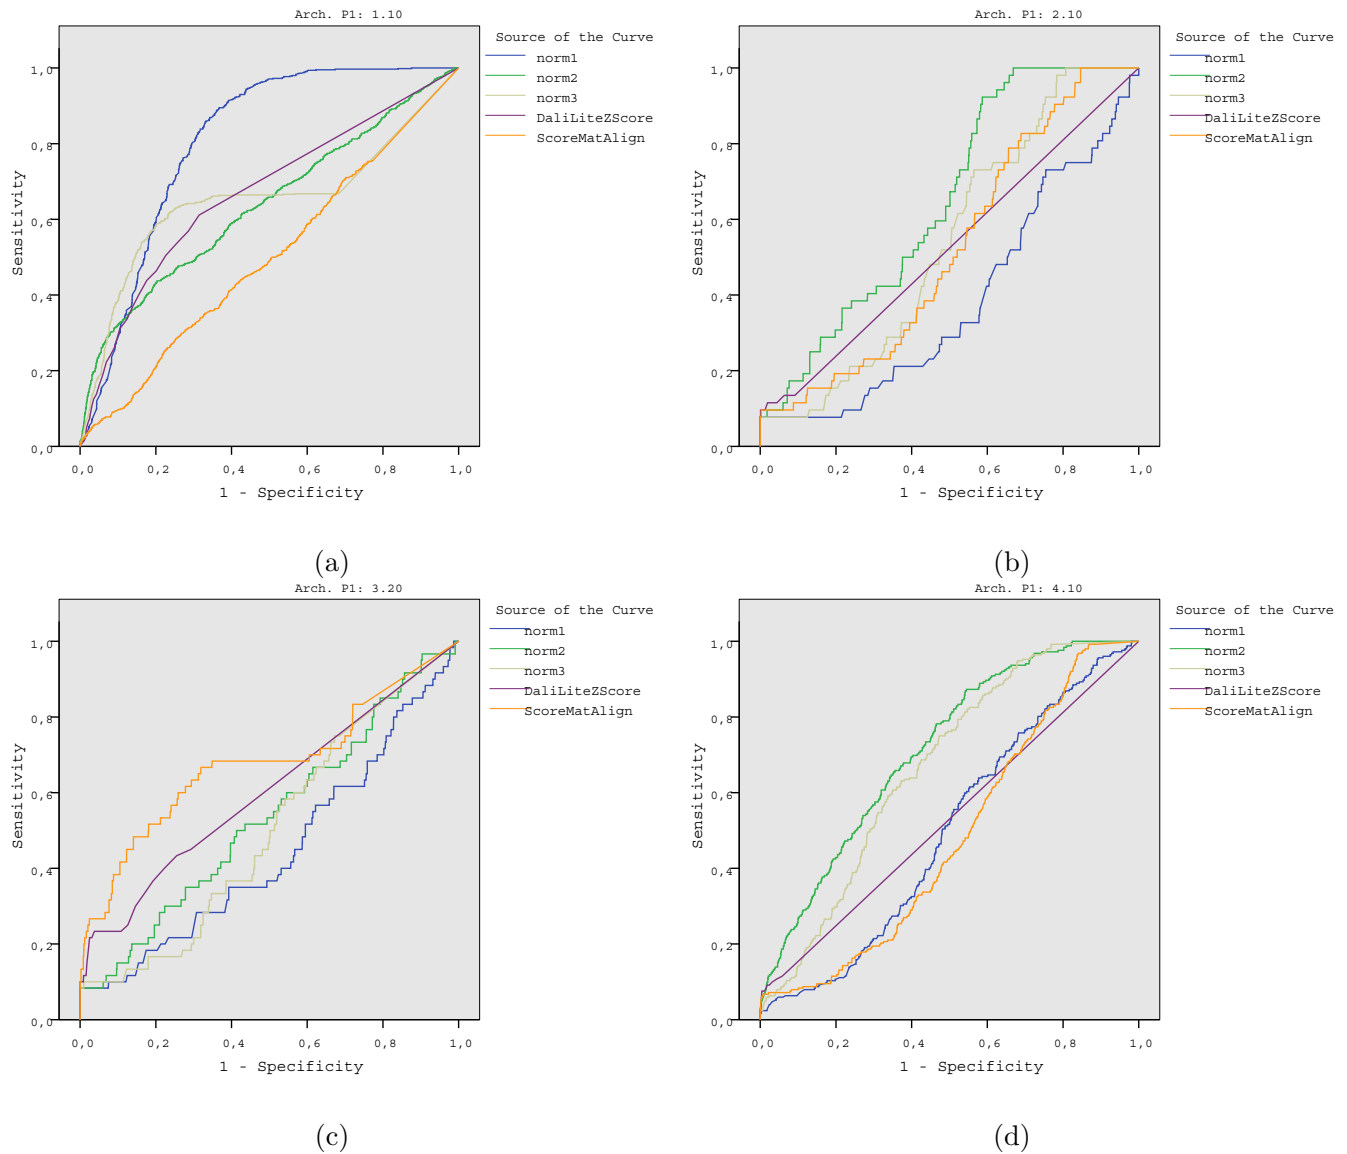 Arch. P1: 1.10
Source of the Curve
norm1
norm2
norm3
DaliLiteZScore
ScoreMatAlign
Sensitivity
1,0
0,8
0,6
0,4
0,2
0,0
0,0 0,2 0,4 0,6 0,8 1,0
1 - Specificity
(a)
Arch. P1: 2.10
Source of the Curve
norm1
norm2
norm3
DaliLiteZScore
ScoreMatAlign
Sensitivity
1,0
0,8
0,6
0,4
0,2
0,0
0,0 0,2 0,4 0,6 0,8 1,0
1 - Specificity
(b)
Arch. P1: 3.20
Source of the Curve
norm1
norm2
norm3
DaliLiteZScore
ScoreMatAlign
Sensitivity
1,0
0,8
0,6
0,4
0,2
0,0
0,0 0,2 0,4 0,6 0,8 1,0
1 - Specificity
(c)
Arch. P1: 4.10
Source of the Curve
norm1
norm2
norm3
DaliLiteZScore
ScoreMatAlign
Sensitivity
1,0
0,8
0,6
0,4
0,2
0,0
0,0 0,2 0,4 0,6 0,8 1,0
1 - Specificity
(d)